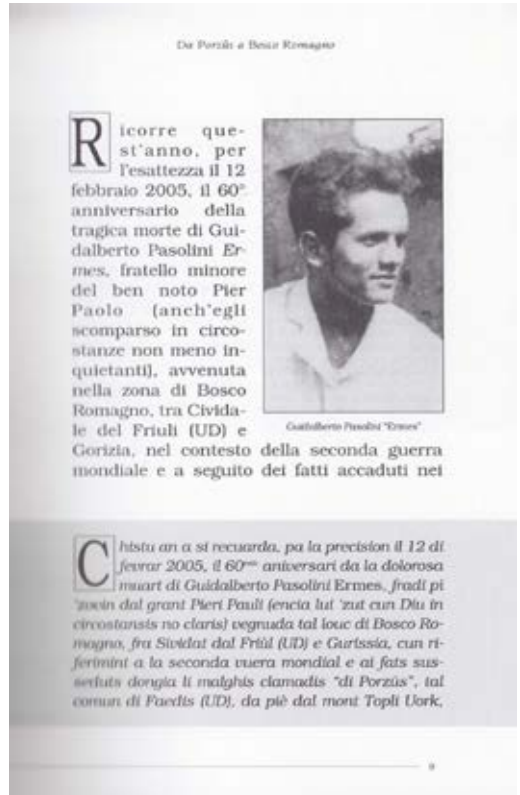 Da Porzûs a Bosco Romagno
Ricorre que-
st'anno, per
l'esattezza il 12
febbraio 2005, il 60°
anniversario della
tragica morte di Gui-
dalberto Pasolini Er-
mes, fratello minore
del ben noto Pier
Paolo (anch'egli
scomparso in circo-
stanze non meno in-
quietanti), avvenuta
nella zona di Bosco
Romagno, tra Civida-
le del Friuli (UD) e
Gorizia, nel contesto della seconda guerra
mondiale e a seguito dei fatti accaduti nei
Guidalberto Pasolini "Ermes"
Chistu an a si recuarda, pa la precision il 12 di
fevrar 2005, il 60 aniversari da la dolorosa
muart di Guidalberto Pasolini Ermes, fradi pi
'zovin dal grant Pieri Pauli (encia lui 'zut cun Diu in
circostansis no claris) vegnuda tal louc di Bosco Ro-
magno, fra Sividat dal Friûl (UD) e Gurissia, cun ri-
feriment a la seconda vuera mondial e ai fats sus-
seduts dongia li malghis clamadis "di Porzûs", tal
comun di Faedis (UD), da piè dal mont Topli Uork,
9